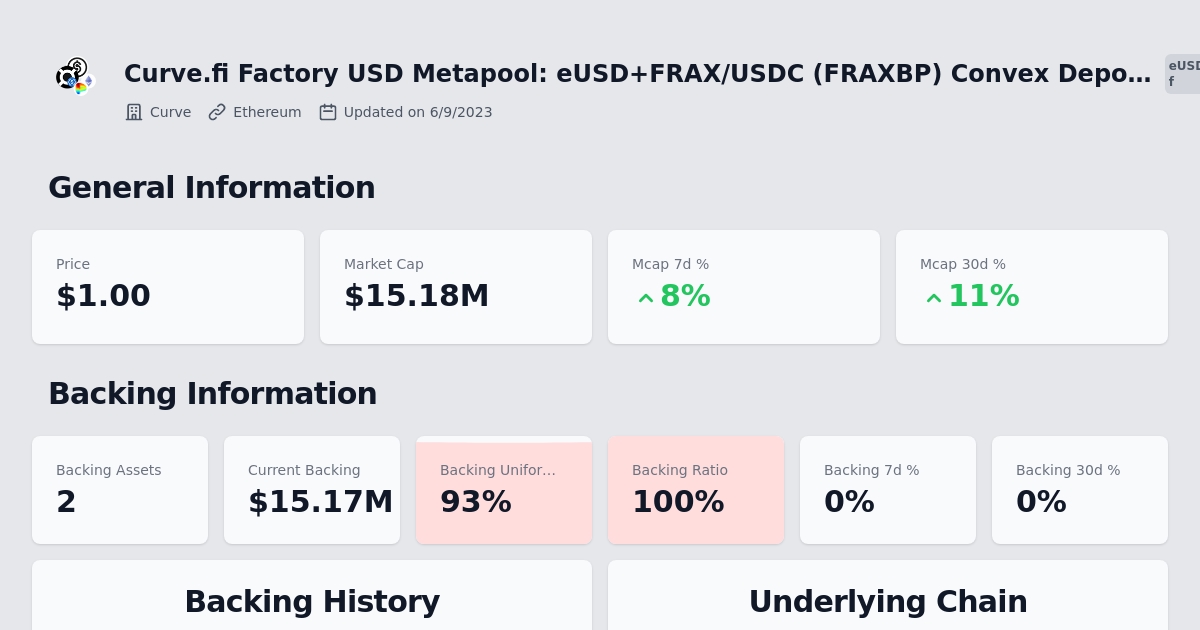 Curve.fi Factory USD Metapool: eUSD+FRAX/USDC (FRAXBP) Convex Depo…
eUSD
f
Curve Ethereum Updated on 6/9/2023
General Information
Price Market Cap Mcap 7d % Mcap 30d %
$1.00 $15.18M 8% 11%
Backing Information
Backing Assets Current Backing Backing Unifor… Backing Ratio Backing 7d % Backing 30d %
2 $15.17M 93% 100% 0% 0%
Backing History Underlying Chain